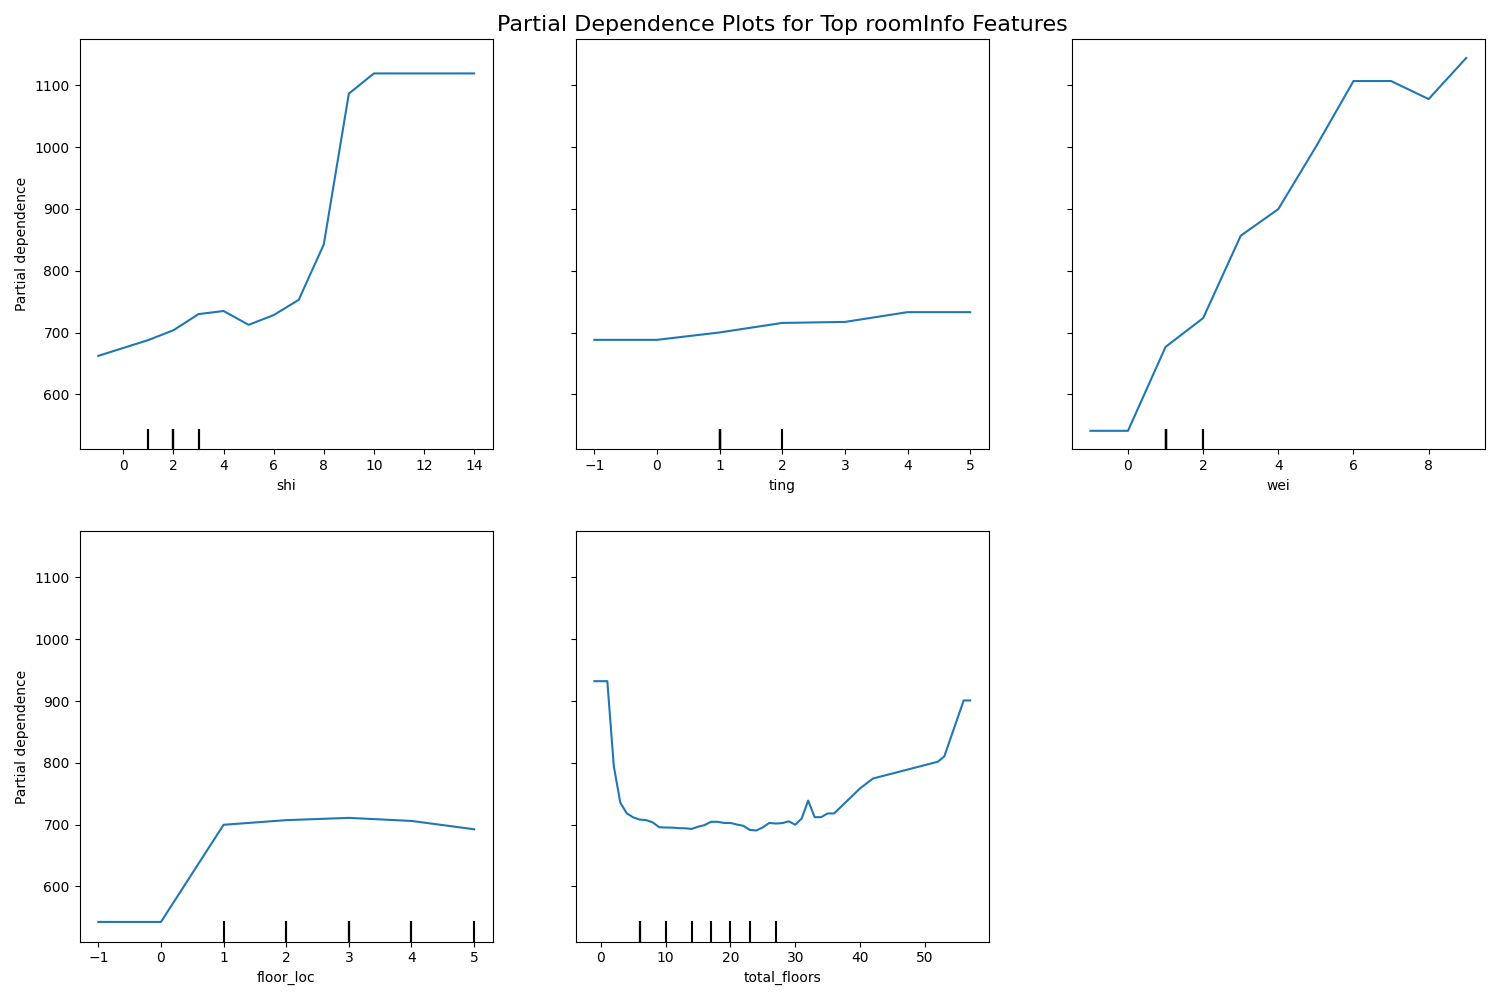 Partial Dependence Plots for Top roomInfo Features
Partial dependence
1100
1000
900
800
700
600
0 2 4 6 8 10 12 14
shi
−1 0 1 2 3 4 5
ting
0 2 4 6 8
wei
Partial dependence
1100
1000
900
800
700
600
−1 0 1 2 3 4 5
floor_loc
0 10 20 30 40 50
total_floors